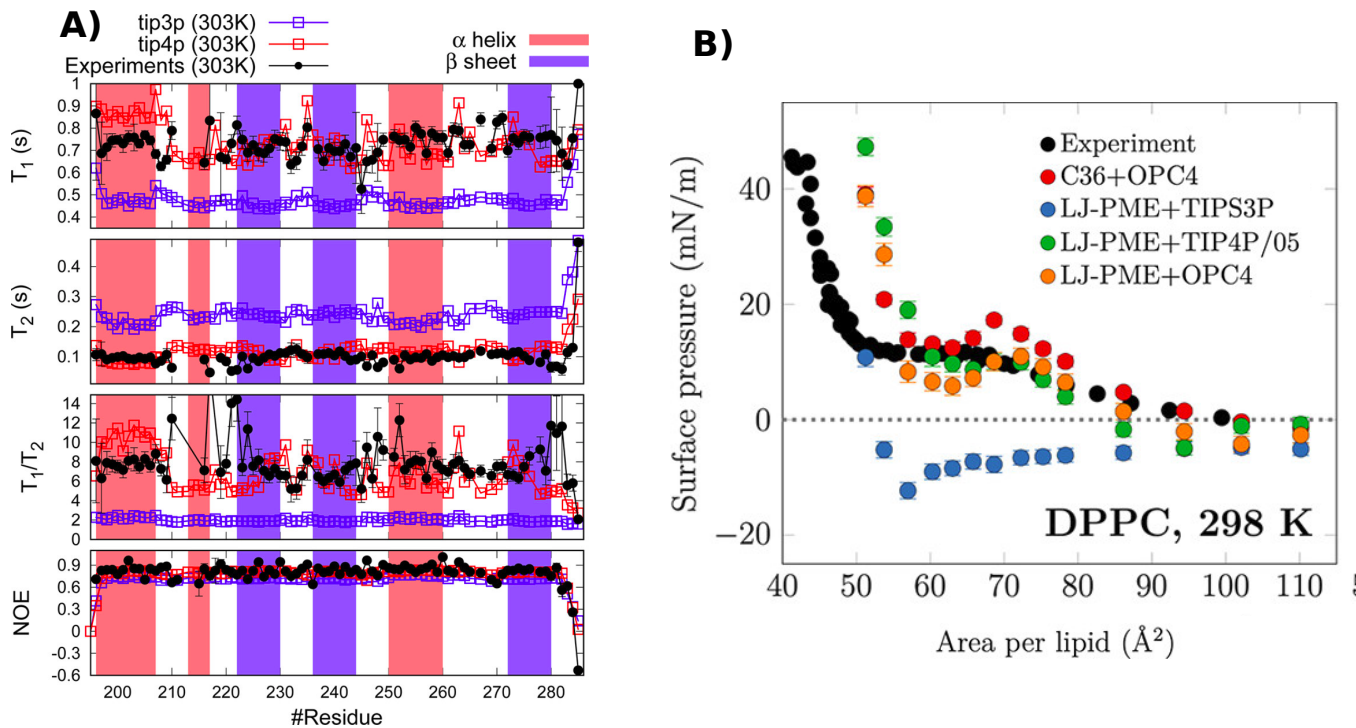 A)
tip3p (303K)
tip4p (303K)
Experiments (303K)
α helix
β sheet
T1 (s)
1
0.9
0.8
0.7
0.6
0.5
0.4
T2 (s)
0.4
0.3
0.2
0.1
T1/T2
14
12
10
8
6
4
2
0
NOE
0.9
0.6
0.3
0
-0.3
-0.6
200 210 220 230 240 250 260 270 280
#Residue
B)
Experiment
C36+OPC4
LJ-PME+TIPS3P
LJ-PME+TIP4P/05
LJ-PME+OPC4
Surface pressure (mN/m)
40
20
0
−20
DPPC, 298 K
40 50 60 70 80 90 100 110
Area per lipid (Å²)